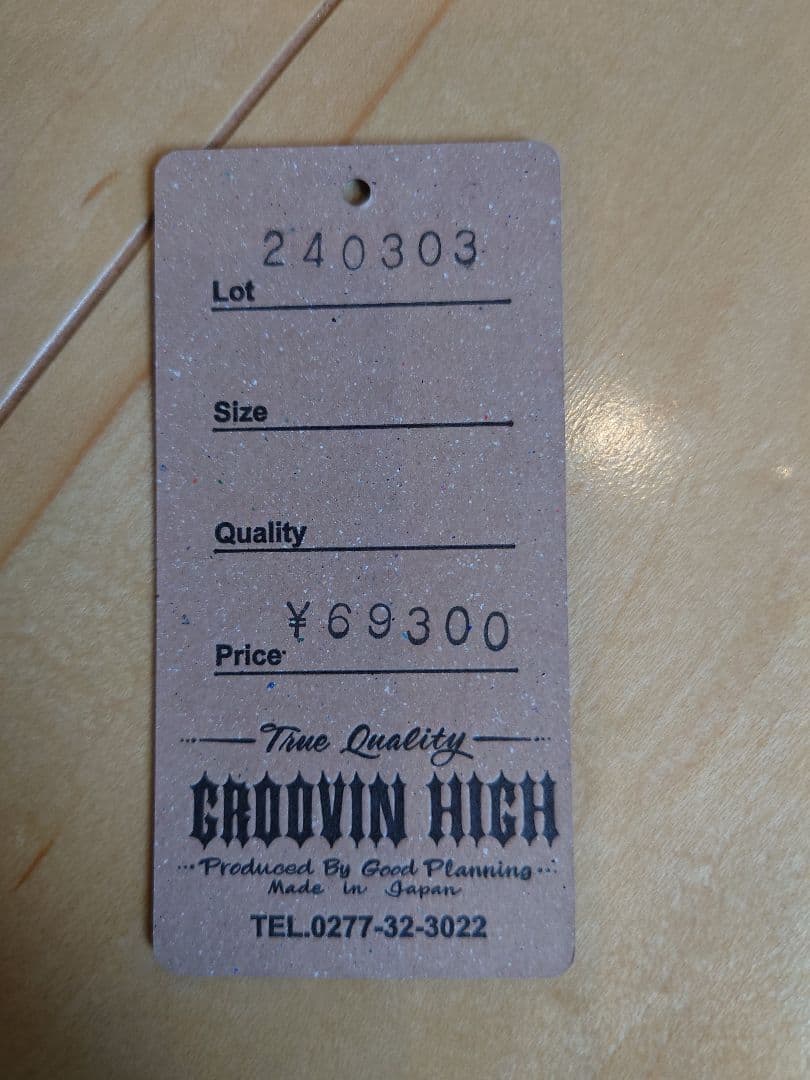 240303
Lot
Size
Quality
¥69300
Price
True Quality
GROOVIN HIGH
Produced By Good Planning
Made in Japan
TEL.0277-32-3022